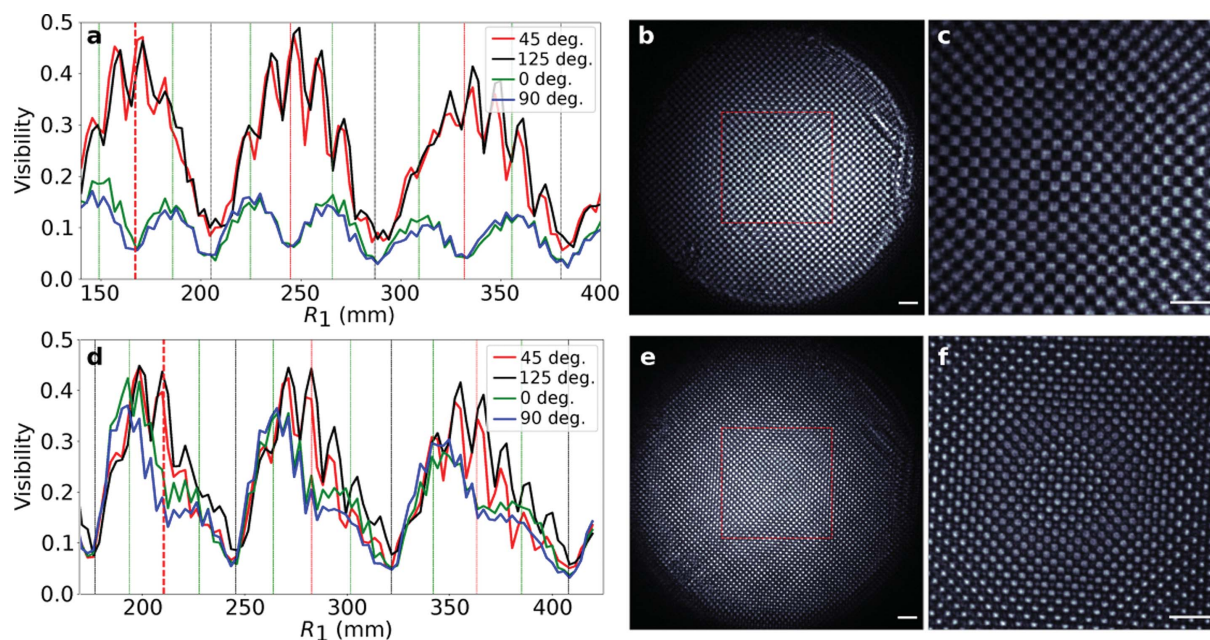 a
0.5
0.4
0.3
0.2
0.1
0.0
Visibility
45 deg.
125 deg.
0 deg.
90 deg.
150 200 250 300 350 400
R1 (mm)
b
c
d
0.5
0.4
0.3
0.2
0.1
0.0
Visibility
45 deg.
125 deg.
0 deg.
90 deg.
200 250 300 350 400
R1 (mm)
e
f